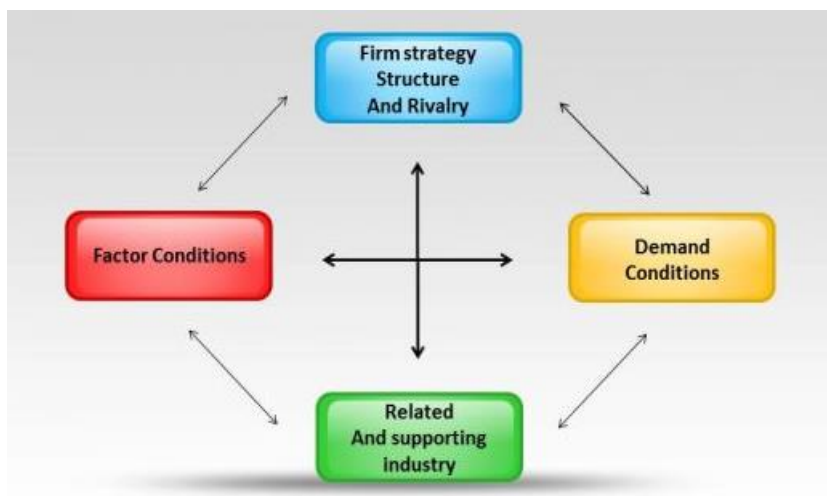 Firm strategy
Structure
And Rivalry
Factor Conditions
Demand
Conditions
Related
And supporting
industry